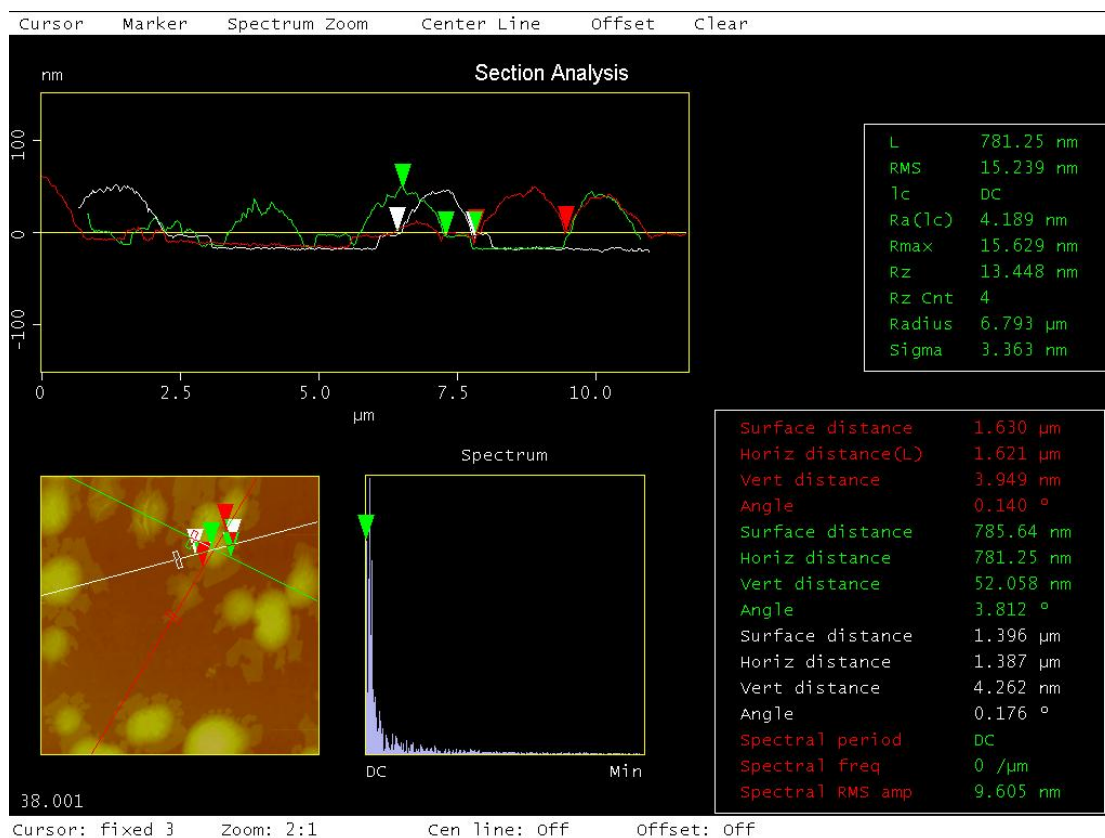 Cursor Marker Spectrum Zoom Center Line Offset Clear
nm
Section Analysis
100
0
-100
0 2.5 5.0 7.5 10.0
µm
L 781.25 nm
RMS 15.239 nm
lc DC
Ra(lc) 4.189 nm
Rmax 15.629 nm
Rz 13.448 nm
Rz Cnt 4
Radius 6.793 µm
Sigma 3.363 nm
Surface distance 1.630 µm
Horiz distance(L) 1.621 µm
Vert distance 3.949 nm
Angle 0.140 º
Surface distance 785.64 nm
Horiz distance 781.25 nm
Vert distance 52.058 nm
Angle 3.812 º
Surface distance 1.396 µm
Horiz distance 1.387 µm
Vert distance 4.262 nm
Angle 0.176 º
Spectral period DC
Spectral freq 0 /µm
Spectral RMS amp 9.605 nm
Spectrum
DC Min
38.001
Cursor: fixed 3 Zoom: 2:1 Cen line: Off Offset: Off